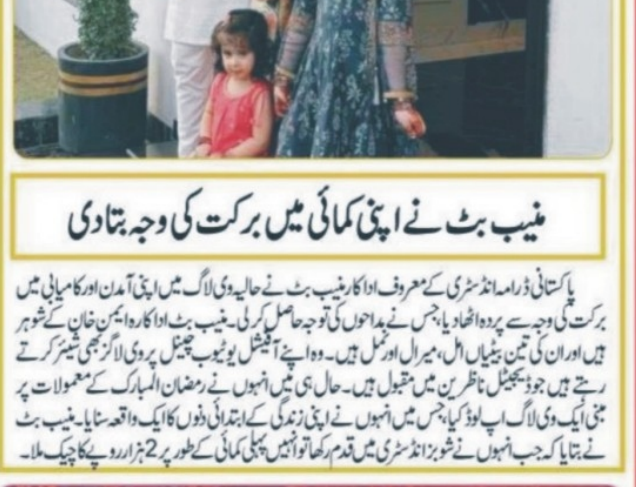 منیب بٹ نے اپنی کمائی میں برکت کی وجہ بتا دی
پاکستانی ڈرامہ انڈسٹری کے معروف اداکار منیب بٹ نے حالیہ وی لاگ میں اپنی آمدن اور کامیابی میں
برکت کی وجہ سے پردہ اٹھا دیا، جس نے مداحوں کی توجہ حاصل کر لی۔ منیب بٹ اداکارہ ایمن خان کے شوہر
ہیں اور ان کی تین بیٹیاں امل، میرال اور نمل ہیں۔ وہ اپنے آفیشل یوٹیوب چینل پر وی لاگز بھی شیئر کرتے
رہتے ہیں جو ڈیجیٹل ناظرین میں مقبول ہیں۔ حال ہی میں انہوں نے رمضان المبارک کے معمولات پر
مبنی ایک وی لاگ اپ لوڈ کیا، جس میں انہوں نے اپنی زندگی کے ابتدائی دنوں کا ایک واقعہ سنایا۔ منیب بٹ
نے بتایا کہ جب انہوں نے شوبز انڈسٹری میں قدم رکھا تو انہیں پہلی کمائی کے طور پر 2 ہزار روپے کا چیک ملا۔